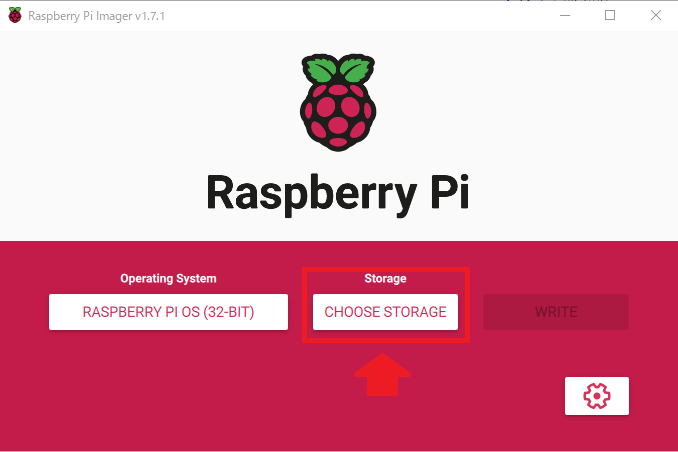 Raspberry Pi Imager v1.7.1
Raspberry Pi
Operating System
Storage
RASPBERRY PI OS (32-BIT)
CHOOSE STORAGE
WRITE